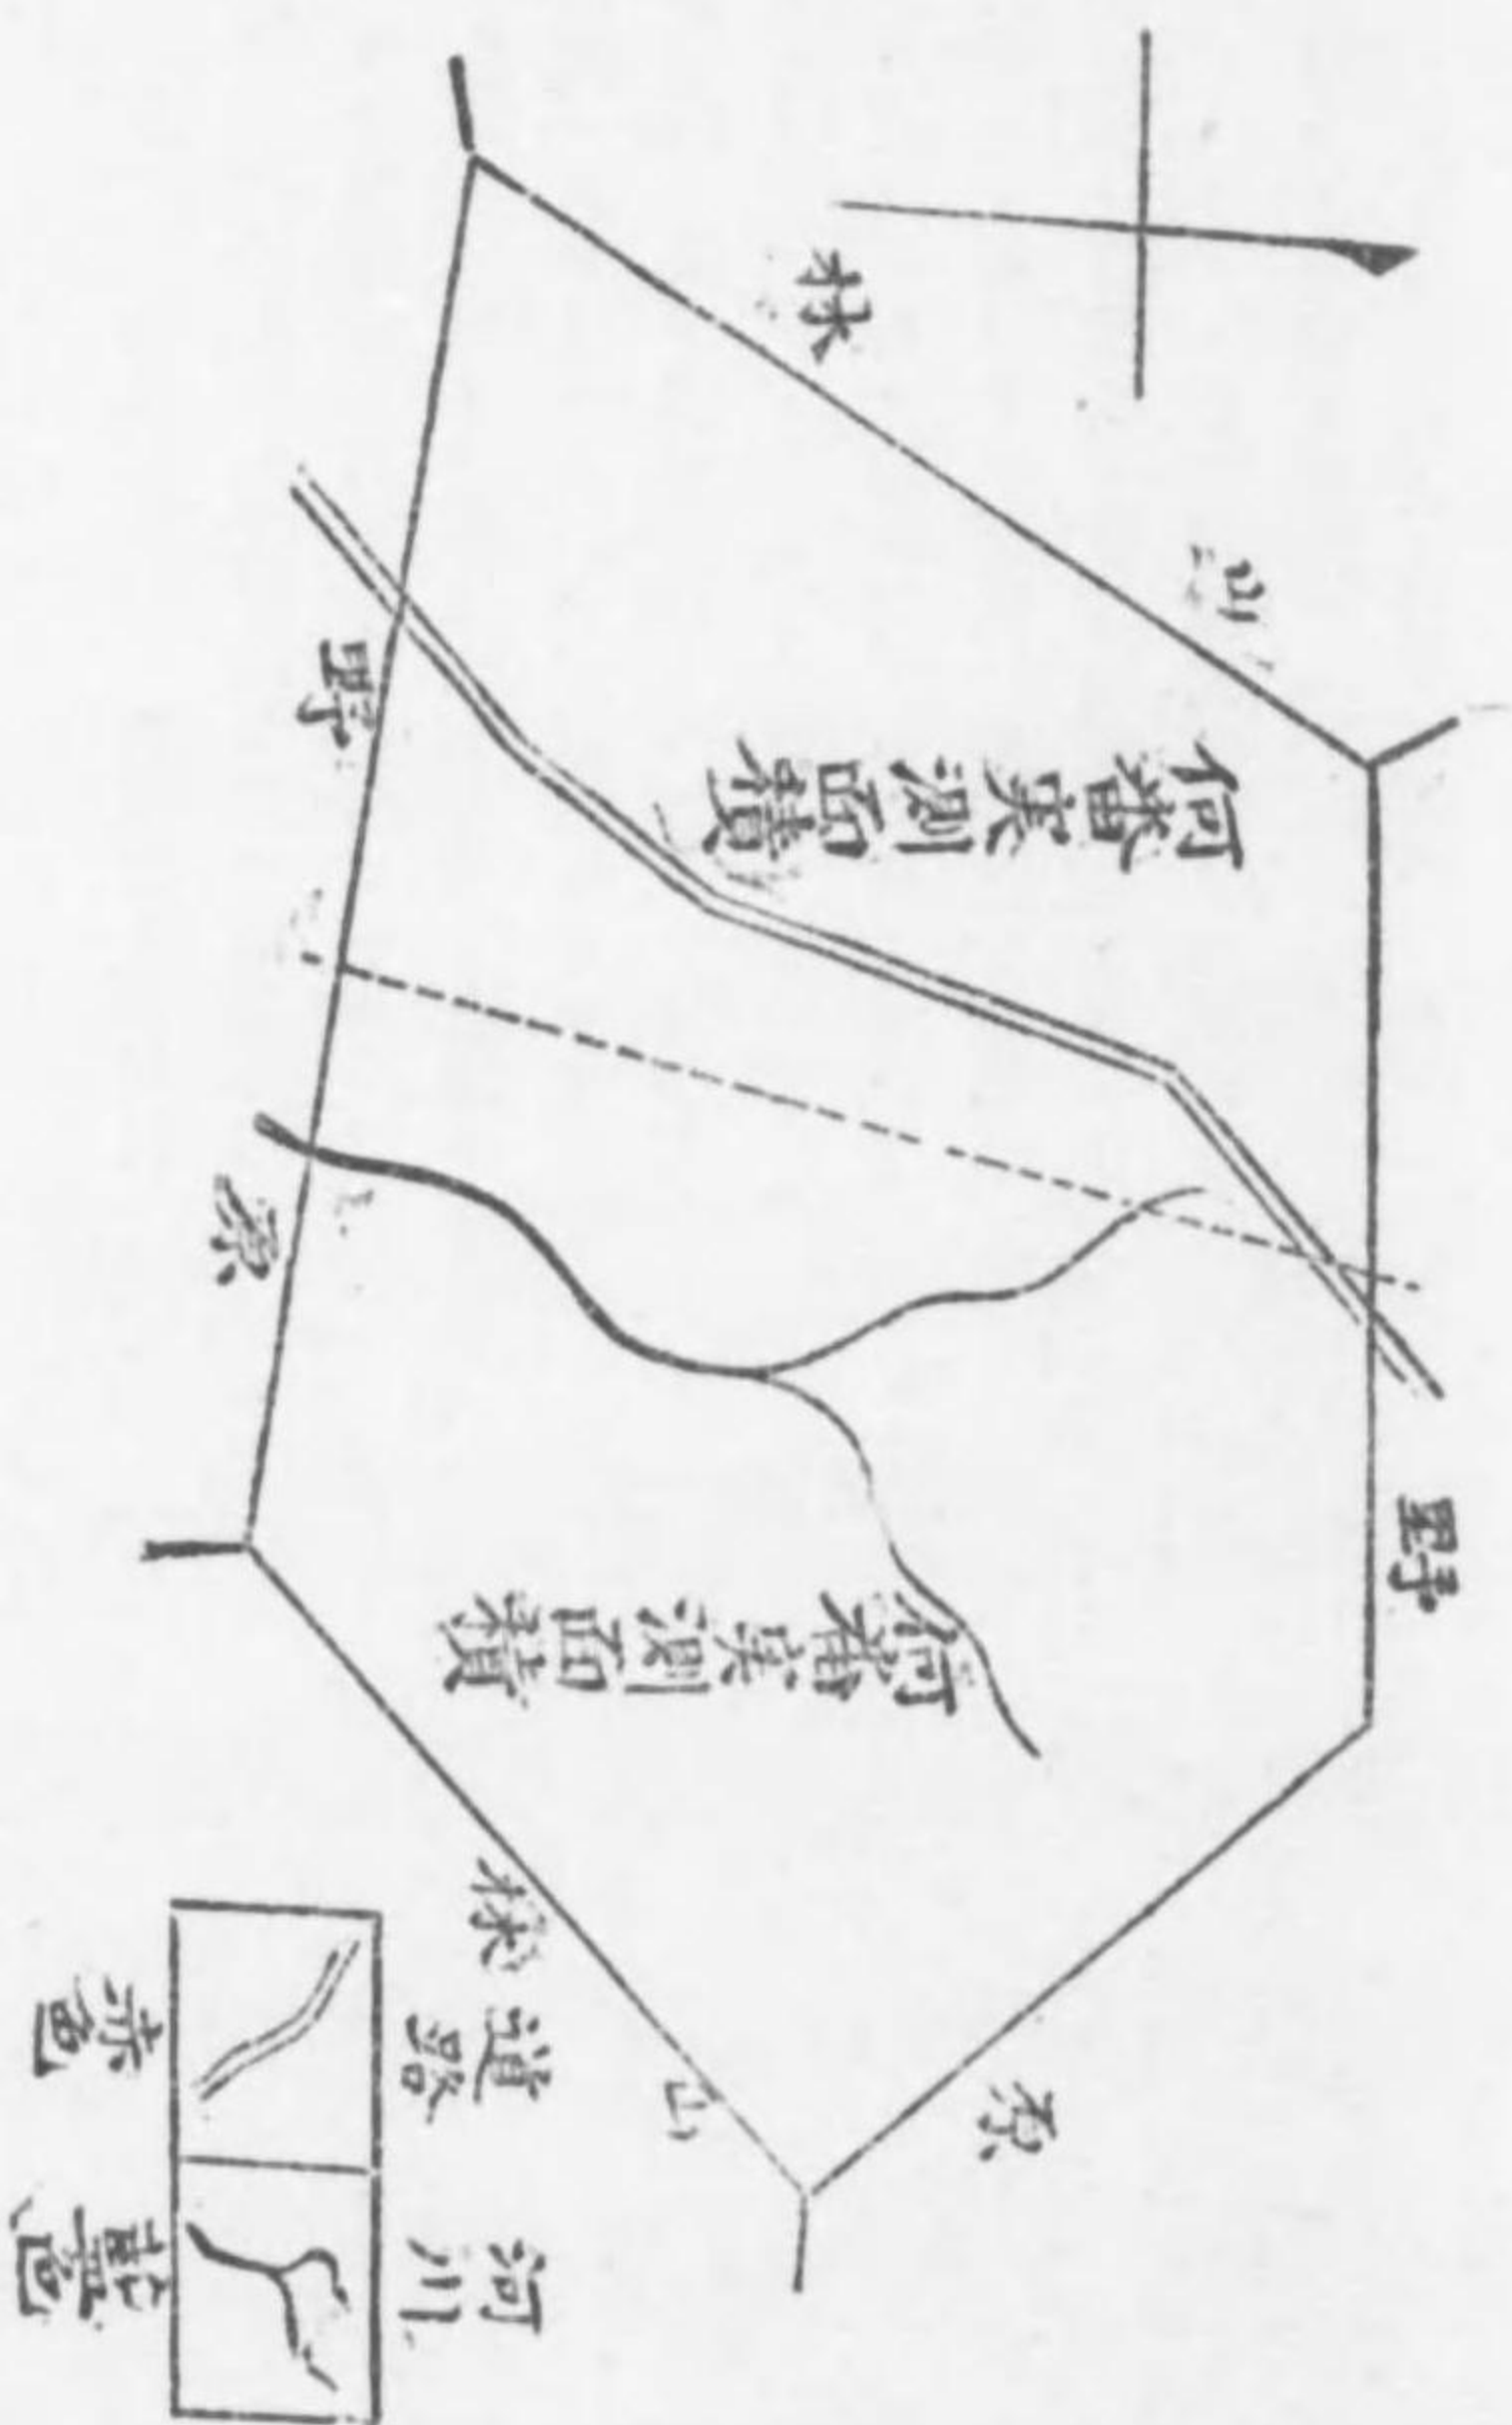 山林
何番実測面積
野原
野原
何番実測面積
山林
道路
赤色
河川
藍色